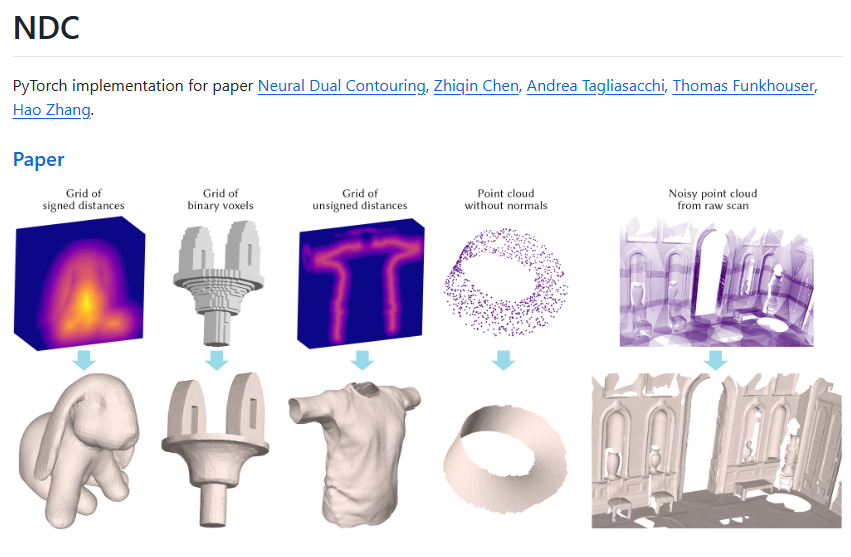 NDC
PyTorch implementation for paper Neural Dual Contouring, Zhiqin Chen, Andrea Tagliasacchi, Thomas Funkhouser,
Hao Zhang.
Paper
Grid of
signed distances
Grid of
binary voxels
Grid of
unsigned distances
Point cloud
without normals
Noisy point cloud
from raw scan